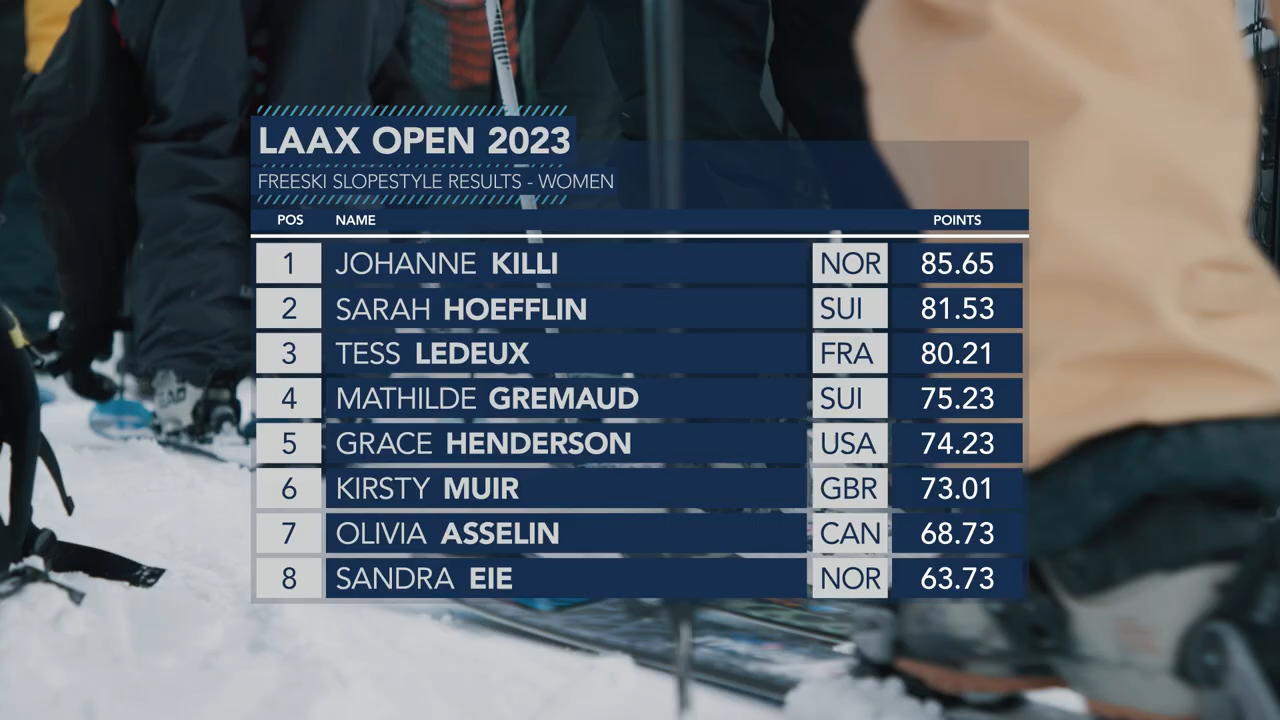 LAAX OPEN 2023
FREESKI SLOPESTYLE RESULTS - WOMEN
POS NAME POINTS
1 JOHANNE KILLI NOR 85.65
2 SARAH HOEFFLIN SUI 81.53
3 TESS LEDEUX FRA 80.21
4 MATHILDE GREMAUD SUI 75.23
5 GRACE HENDERSON USA 74.23
6 KIRSTY MUIR GBR 73.01
7 OLIVIA ASSELIN CAN 68.73
8 SANDRA EIE NOR 63.73